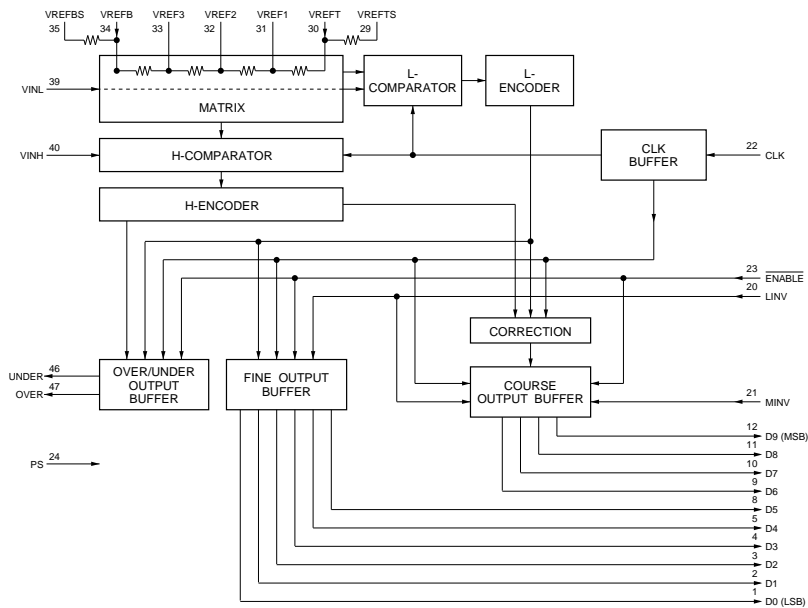 VREFBS VREFB VREF3 VREF2 VREF1 VREFT VREFTS
35 34 33 32 31 30 29
39
VINL
MATRIX
L-
COMPARATOR
L-
ENCODER
40
VINH
H-COMPARATOR
CLK
BUFFER
22
CLK
H-ENCODER
23
ENABLE
20
LINV
CORRECTION
46
UNDER
47
OVER
OVER/UNDER
OUTPUT
BUFFER
FINE OUTPUT
BUFFER
COURSE
OUTPUT BUFFER
21
MINV
12
D9 (MSB)
11
D8
24
PS
10
D7
9
D6
8
D5
5
D4
4
D3
3
D2
2
D1
1
D0 (LSB)